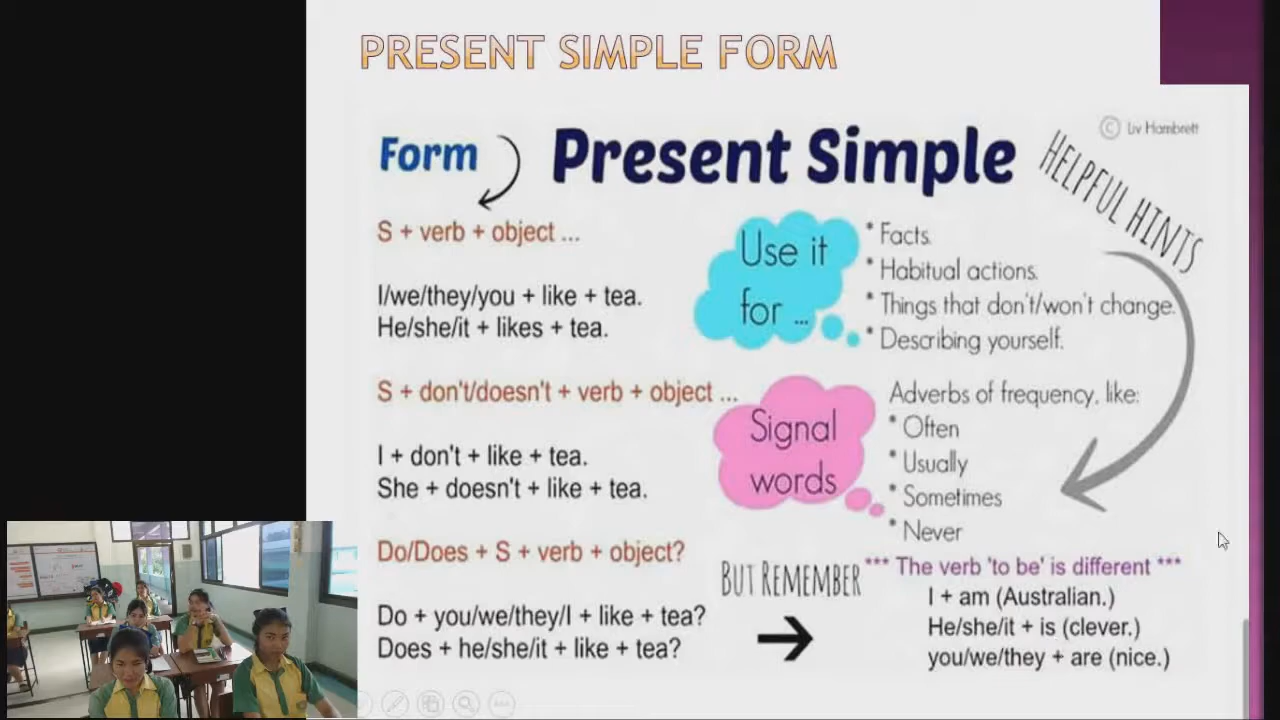 PRESENT SIMPLE FORM
© Liv Hambrett
Form
Present Simple
HELPFUL HINTS
S + verb + object ...
I/we/they/you + like + tea.
He/she/it + likes + tea.
S + don't/doesn't + verb + object ...
I + don't + like + tea.
She + doesn't + like + tea.
Do/Does + S + verb + object?
Do + you/we/they/I + like + tea?
Does + he/she/it + like + tea?
Use it
for ...
* Facts.
* Habitual actions.
* Things that don't/won't change.
* Describing yourself.
Signal
words
Adverbs of frequency, like:
* Often
* Usually
* Sometimes
* Never
BUT REMEMBER
*** The verb 'to be' is different ***
I + am (Australian.)
He/she/it + is (clever.)
you/we/they + are (nice.)